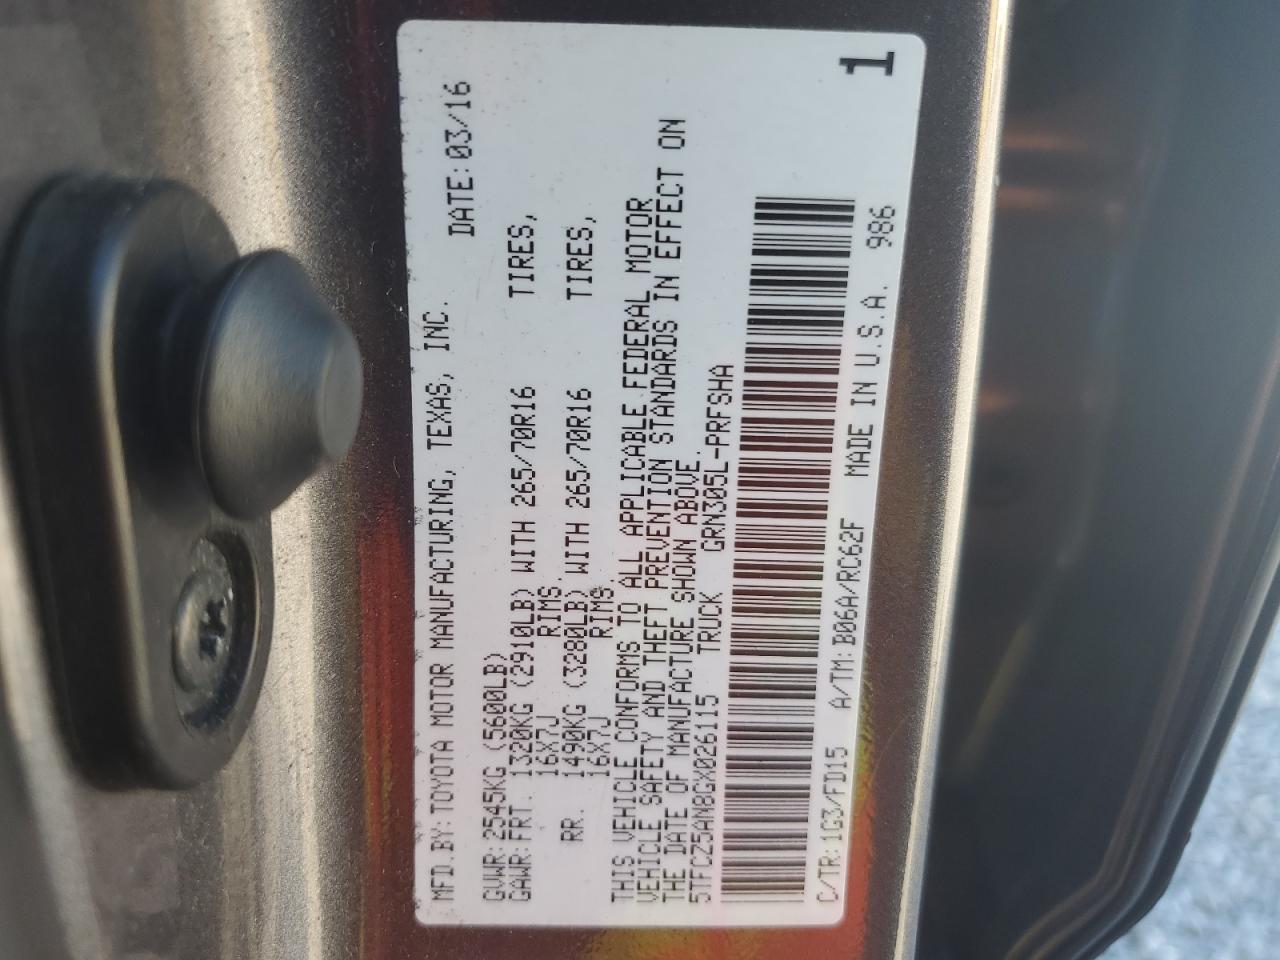 MFD.BY: TOYOTA MOTOR MANUFACTURING, TEXAS, INC. DATE: 03/16
GVWR: 2545KG (5600LB)
GAWR: FRT. 1320KG (2910LB) WITH 265/70R16 TIRES,
16X7J RIMS.
RR. 1490KG (3280LB) WITH 265/70R16 TIRES,
16X7J RIMS.
THIS VEHICLE CONFORMS TO ALL APPLICABLE FEDERAL MOTOR
VEHICLE SAFETY AND THEFT PREVENTION STANDARDS IN EFFECT ON
THE DATE OF MANUFACTURE SHOWN ABOVE.
5TFCZ5AN8GX026115 TRUCK GRN305L-PRFSHA
C/TR: 1G3/FD15 A/TM: B06A/RC62F MADE IN U.S.A. 986
1